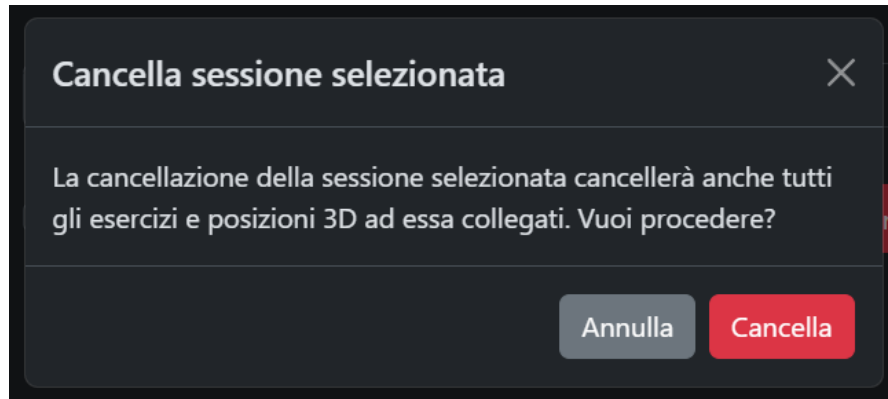 Cancella sessione selezionata
La cancellazione della sessione selezionata cancellerà anche tutti
gli esercizi e posizioni 3D ad essa collegati. Vuoi procedere?
Annulla
Cancella